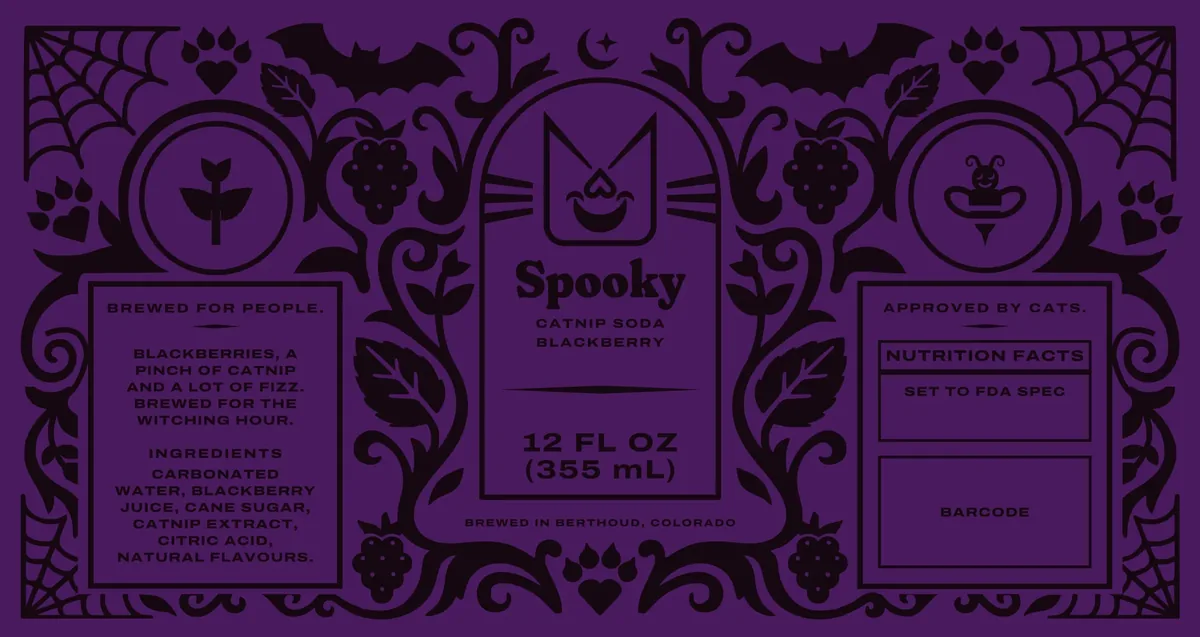 BREWED FOR PEOPLE.
BLACKBERRIES, A
PINCH OF CATNIP
AND A LOT OF FIZZ.
BREWED FOR THE
WITCHING HOUR.
INGREDIENTS
CARBONATED
WATER, BLACKBERRY
JUICE, CANE SUGAR,
CATNIP EXTRACT,
CITRIC ACID,
NATURAL FLAVOURS.
Spooky
CATNIP SODA
BLACKBERRY
12 FL OZ
(355 mL)
BREWED IN BERTHOUD, COLORADO
APPROVED BY CATS.
NUTRITION FACTS
SET TO FDA SPEC
BARCODE